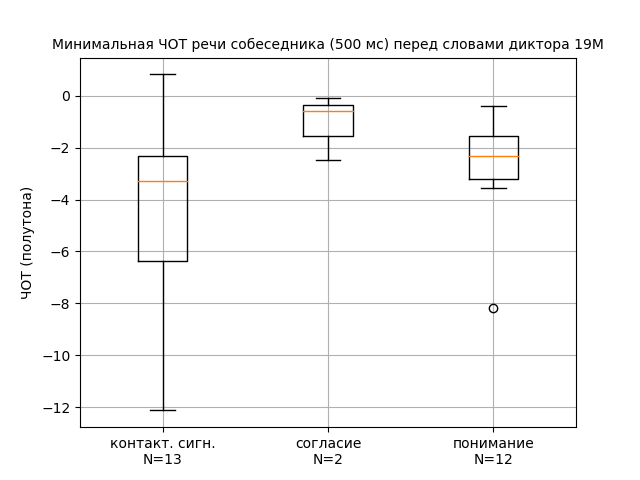 Минимальная ЧОТ речи собеседника (500 мс) перед словами диктора 19М
ЧОТ (полутона)
0
−2
−4
−6
−8
−10
−12
контакт. сигн.
N=13
согласие
N=2
понимание
N=12